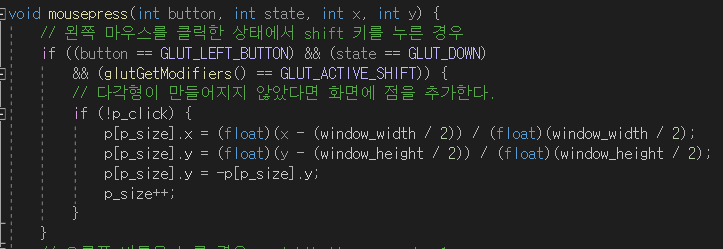 void mousepress(int button, int state, int x, int y) {
// 왼쪽 마우스를 클릭한 상태에서 shift 키를 누른 경우
if ((button == GLUT_LEFT_BUTTON) && (state == GLUT_DOWN)
&& (glutGetModifiers() == GLUT_ACTIVE_SHIFT)) {
// 다각형이 만들어지지 않았다면 화면에 점을 추가한다.
if (!p_click) {
p[p_size].x = (float)(x - (window_width / 2)) / (float)(window_width / 2);
p[p_size].y = (float)(y - (window_height / 2)) / (float)(window_height / 2);
p[p_size].y = -p[p_size].y;
p_size++;
}
}